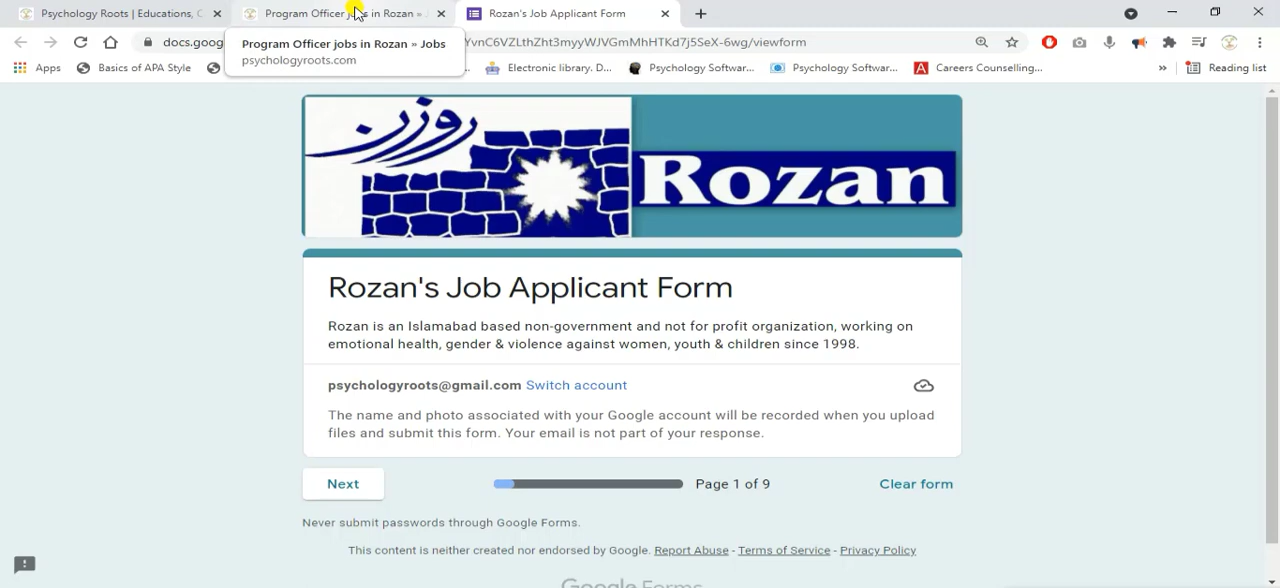 Psychology Roots | Educations, C
Program Officer jobs in Rozan »
Rozan's Job Applicant Form
docs.goog
YvnC6VZLthZht3myyWJVGmMhHTKd7j5SeX-6wg/viewform
Program Officer jobs in Rozan » Jobs
psychologyroots.com
Apps
Basics of APA Style
Electronic library. D...
Psychology Softwar...
Psychology Softwar...
Careers Counselling...
»
Reading list
روزن
Rozan
Rozan's Job Applicant Form
Rozan is an Islamabad based non-government and not for profit organization, working on
emotional health, gender & violence against women, youth & children since 1998.
psychologyroots@gmail.com Switch account
The name and photo associated with your Google account will be recorded when you upload
files and submit this form. Your email is not part of your response.
Next
Page 1 of 9
Clear form
Never submit passwords through Google Forms.
This content is neither created nor endorsed by Google. Report Abuse - Terms of Service - Privacy Policy
Google Forms